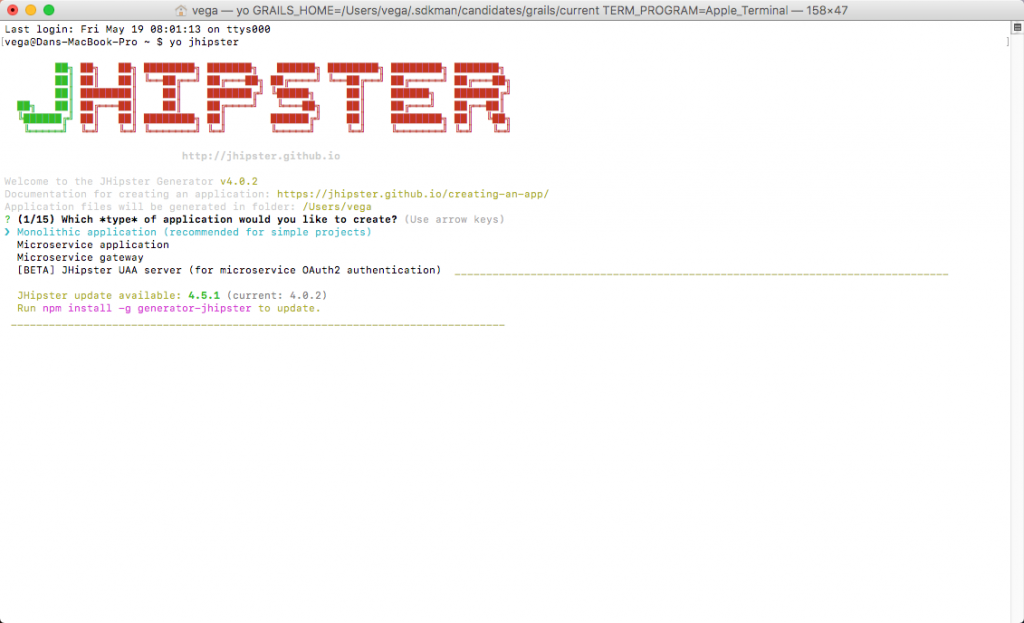 vega — yo GRAILS_HOME=/Users/vega/.sdkman/candidates/grails/current TERM_PROGRAM=Apple_Terminal — 158×47
Last login: Fri May 19 08:01:13 on ttys000
[vega@Dans-MacBook-Pro ~ $ yo jhipster ]
JHIPSTER
http://jhipster.github.io
Welcome to the JHipster Generator v4.0.2
Documentation for creating an application: https://jhipster.github.io/creating-an-app/
Application files will be generated in folder: /Users/vega
? (1/15) Which *type* of application would you like to create? (Use arrow keys)
❯ Monolithic application (recommended for simple projects)
Microservice application
Microservice gateway
[BETA] JHipster UAA server (for microservice OAuth2 authentication)
JHipster update available: 4.5.1 (current: 4.0.2)
Run npm install -g generator-jhipster to update.